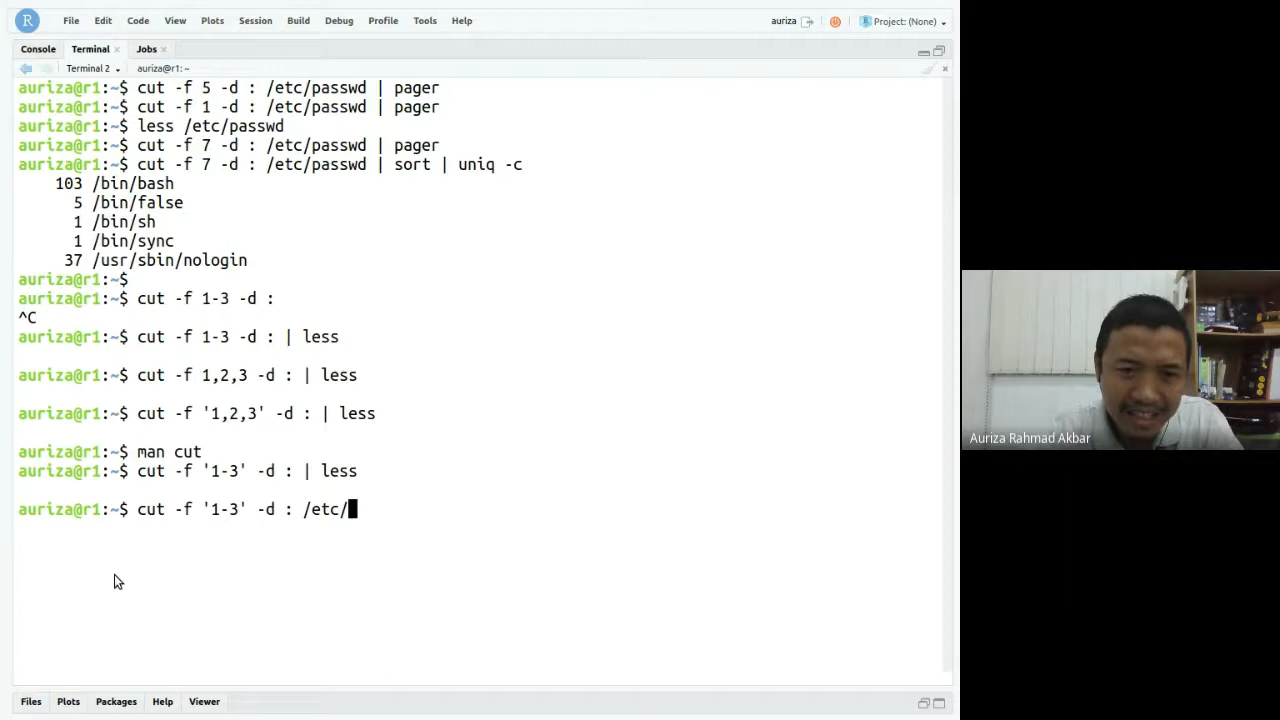 R File Edit Code View Plots Session Build Debug Profile Tools Help auriza Project: (None)
Console Terminal Jobs
Terminal 2 auriza@r1: ~
auriza@r1:~$ cut -f 5 -d : /etc/passwd | pager
auriza@r1:~$ cut -f 1 -d : /etc/passwd | pager
auriza@r1:~$ less /etc/passwd
auriza@r1:~$ cut -f 7 -d : /etc/passwd | pager
auriza@r1:~$ cut -f 7 -d : /etc/passwd | sort | uniq -c
103 /bin/bash
5 /bin/false
1 /bin/sh
1 /bin/sync
37 /usr/sbin/nologin
auriza@r1:~$
auriza@r1:~$ cut -f 1-3 -d :
^C
auriza@r1:~$ cut -f 1-3 -d : | less
auriza@r1:~$ cut -f 1,2,3 -d : | less
auriza@r1:~$ cut -f '1,2,3' -d : | less
auriza@r1:~$ man cut
auriza@r1:~$ cut -f '1-3' -d : | less
auriza@r1:~$ cut -f '1-3' -d : /etc/
Auriza Rahmad Akbar
Files Plots Packages Help Viewer